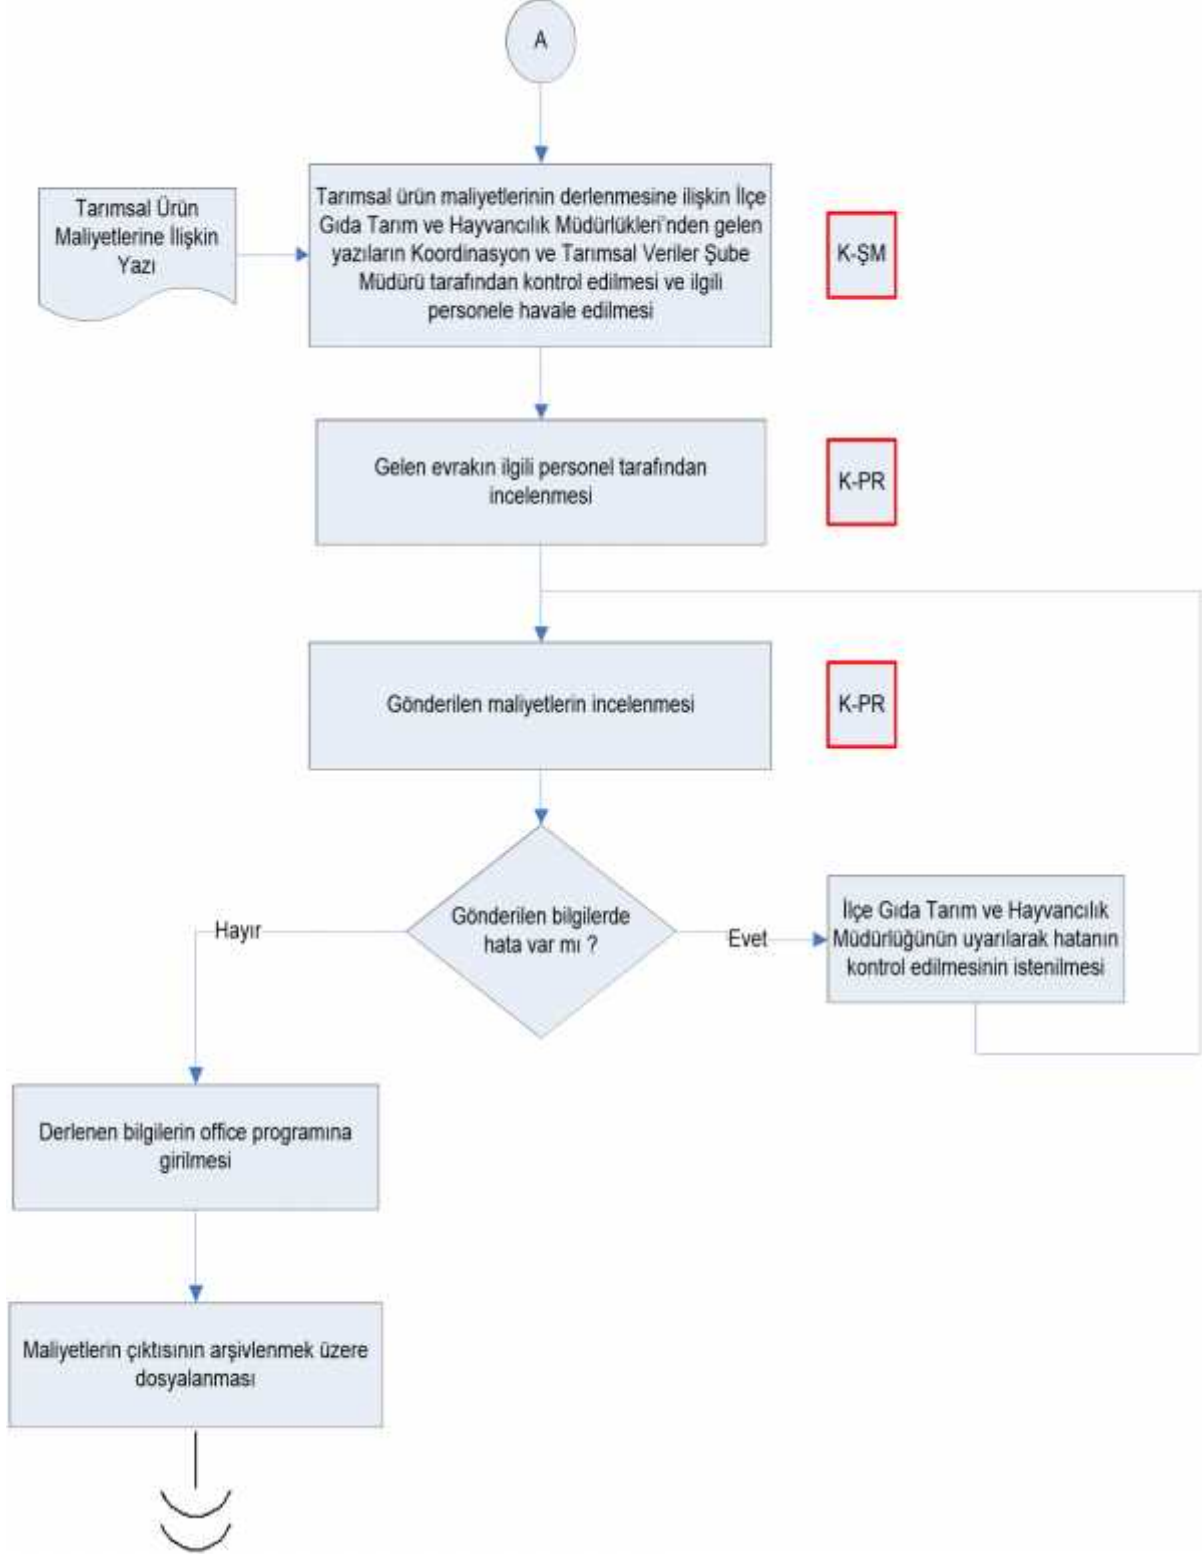 A
Tarımsal Ürün
Maliyetlerine İlişkin
Yazı
Tarımsal ürün maliyetlerinin derlenmesine ilişkin İlçe
Gıda Tarım ve Hayvancılık Müdürlükleri'nden gelen
yazıların Koordinasyon ve Tarımsal Veriler Şube
Müdürü tarafından kontrol edilmesi ve ilgili
personele havale edilmesi
K-ŞM
Gelen evrakın ilgili personel tarafından
incelenmesi
K-PR
Gönderilen maliyetlerin incelenmesi
K-PR
Gönderilen bilgilerde
hata var mı ?
Hayır
Evet
İlçe Gıda Tarım ve Hayvancılık
Müdürlüğünün uyarılarak hatanın
kontrol edilmesinin istenilmesi
Derlenen bilgilerin office programına
girilmesi
Maliyetlerin çıktısının arşivlenmek üzere
dosyalanması